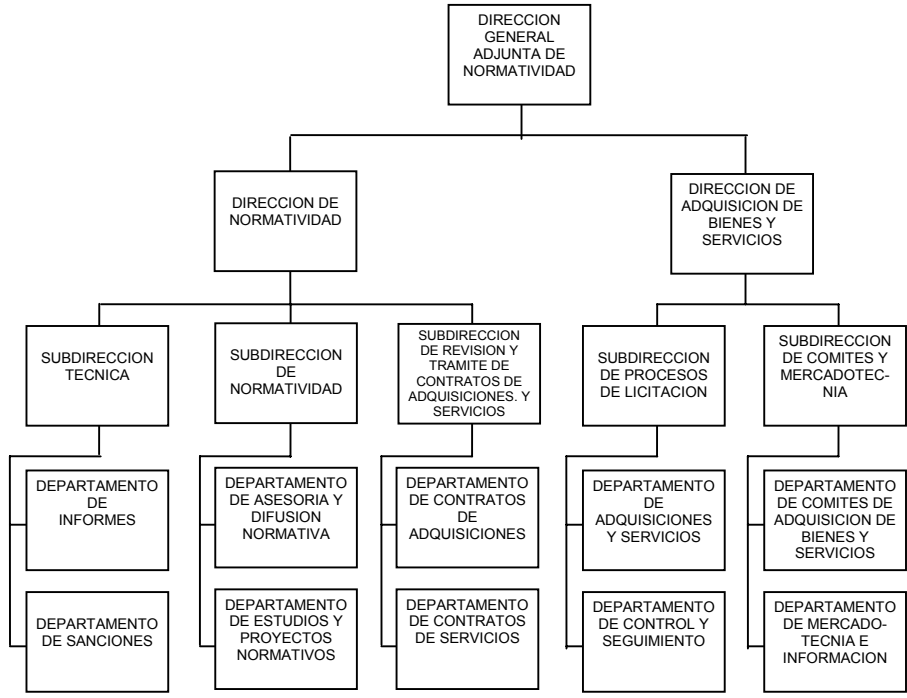 DIRECCION
GENERAL
ADJUNTA DE
NORMATIVIDAD
DIRECCION DE
NORMATIVIDAD
DIRECCION DE
ADQUISICION DE
BIENES Y
SERVICIOS
SUBDIRECCION
TECNICA
SUBDIRECCION
DE
NORMATIVIDAD
SUBDIRECCION
DE REVISION Y
TRAMITE DE
CONTRATOS DE
ADQUISICIONES. Y
SERVICIOS
SUBDIRECCION
DE PROCESOS
DE LICITACION
SUBDIRECCION
DE COMITES Y
MERCADOTEC-
NIA
DEPARTAMENTO
DE
INFORMES
DEPARTAMENTO
DE ASESORIA Y
DIFUSION
NORMATIVA
DEPARTAMENTO
DE CONTRATOS
DE
ADQUISICIONES
DEPARTAMENTO
DE
ADQUISICIONES
Y SERVICIOS
DEPARTAMENTO
DE COMITES DE
ADQUISICION DE
BIENES Y
SERVICIOS
DEPARTAMENTO
DE SANCIONES
DEPARTAMENTO
DE ESTUDIOS Y
PROYECTOS
NORMATIVOS
DEPARTAMENTO
DE CONTRATOS
DE SERVICIOS
DEPARTAMENTO
DE CONTROL Y
SEGUIMIENTO
DEPARTAMENTO
DE MERCADO-
TECNIA E
INFORMACION